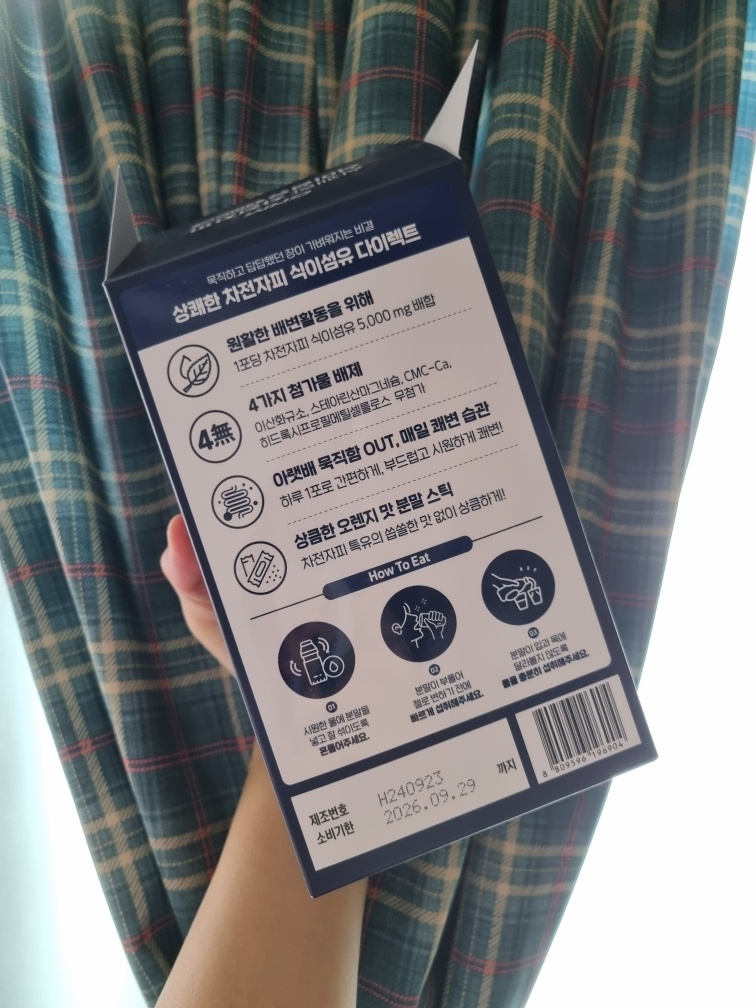 묵직하고 답답했던 장이 가벼워지는 비결
상쾌한 차전자피 식이섬유 다이렉트
원활한 배변활동을 위해
1포당 차전자피 식이섬유 5,000 mg 배합
4無
4가지 첨가물 배제
이산화규소, 스테아린산마그네슘, CMC-Ca,
히드록시프로필메틸셀룰로스 무첨가
아랫배 묵직함 OUT, 매일 쾌변 습관
하루 1포로 간편하게, 부드럽고 시원하게 쾌변!
상큼한 오렌지 맛 분말 스틱
차전자피 특유의 씁쓸한 맛 없이 상큼하게!
How To Eat
01
시원한 물에 분말을
넣고 잘 섞이도록
흔들어주세요.
02
분말이 부풀어
젤로 변하기 전에
빠르게 섭취해주세요.
03
분말이 입과 목에
달라붙지 않도록
물을 충분히 섭취해주세요.
제조번호 H240923
소비기한 2026.09.29 까지
8 809596 196904